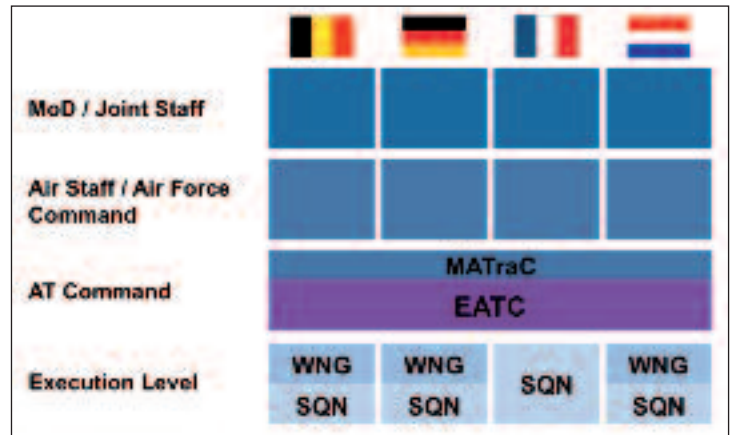 MoD / Joint Staff
Air Staff / Air Force
Command
MATraC
AT Command
EATC
WNG WNG WNG
Execution Level
SQN
SQN SQN SQN